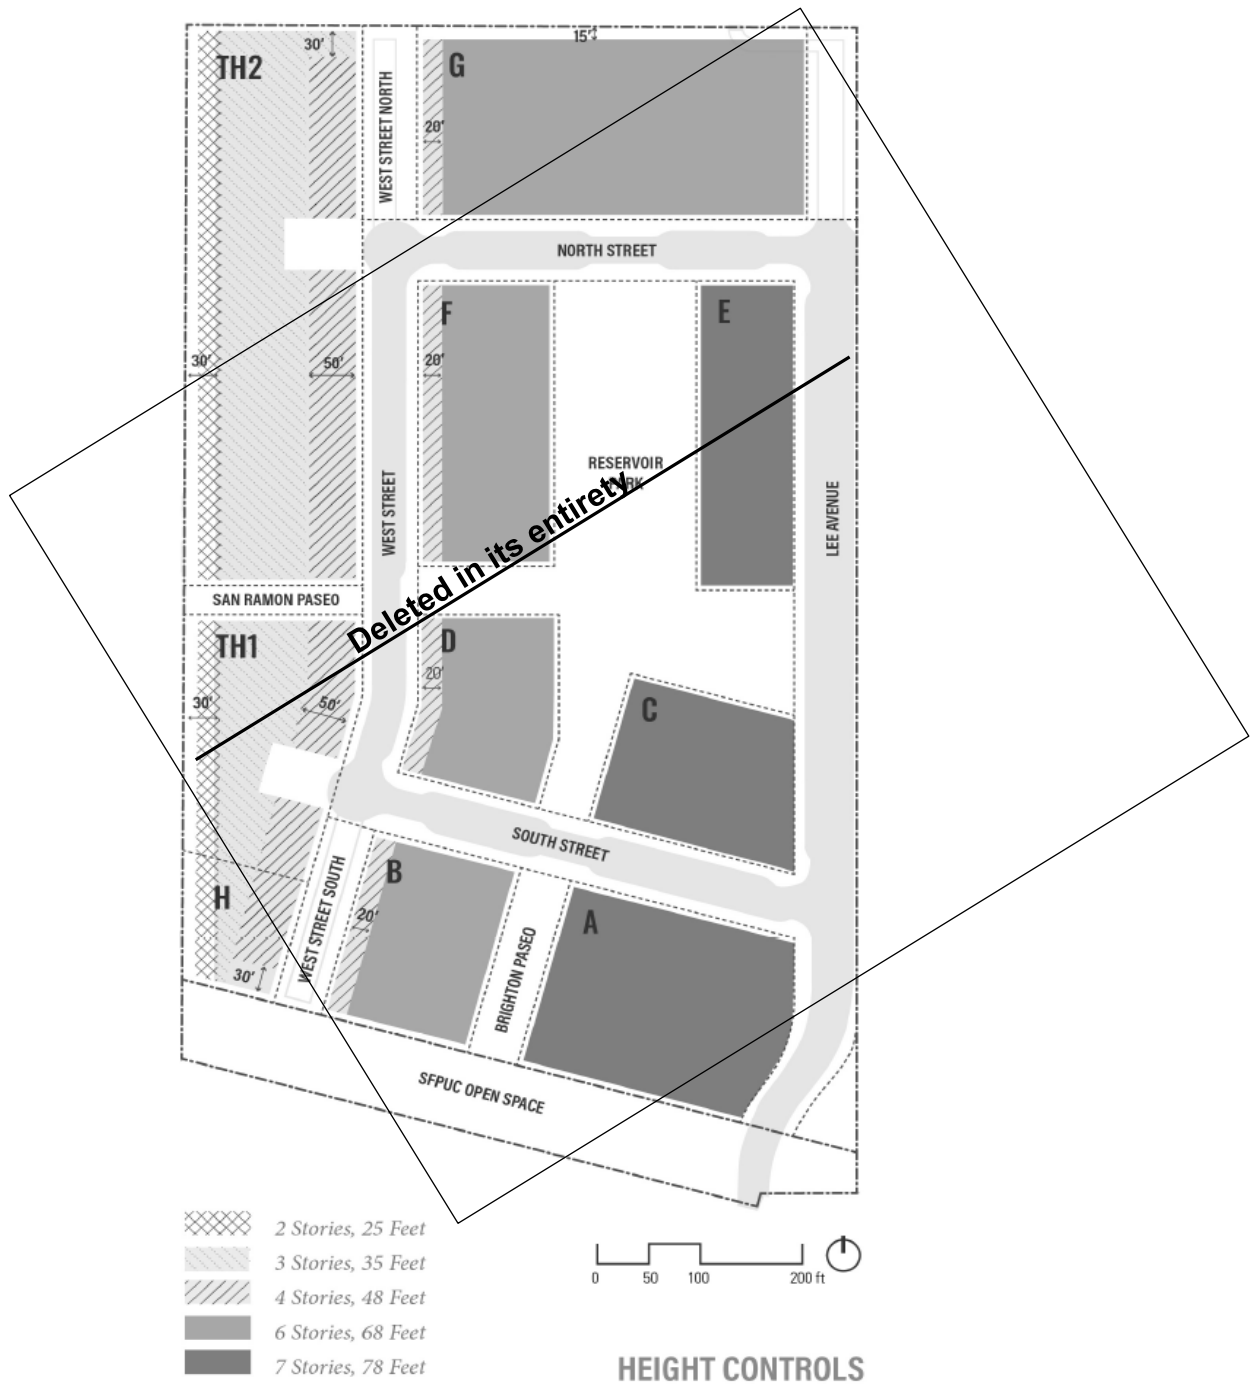 15'
30'
TH2
G
WEST STREET NORTH
20'
NORTH STREET
F
E
30'
50'
20'
RESERVOIR
PARK
WEST STREET
LEE AVENUE
Deleted in its entirety
SAN RAMON PASEO
TH1
D
20'
30'
50'
C
SOUTH STREET
B
H
WEST STREET SOUTH
20'
A
BRIGHTON PASEO
30'
SFPUC OPEN SPACE
2 Stories, 25 Feet
3 Stories, 35 Feet
4 Stories, 48 Feet
6 Stories, 68 Feet
7 Stories, 78 Feet
0 50 100 200 ft
HEIGHT CONTROLS